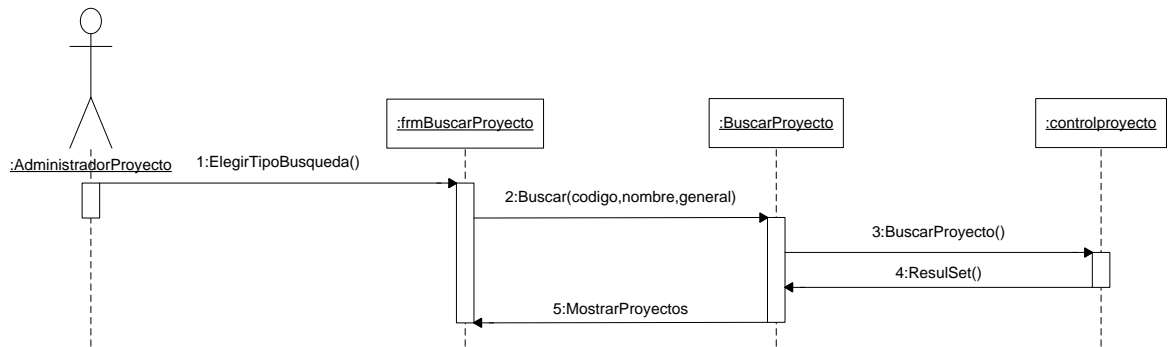 :frmBuscarProyecto
:BuscarProyecto
:controlproyecto
:AdministradorProyecto
1:ElegirTipoBusqueda()
2:Buscar(codigo,nombre,general)
3:BuscarProyecto()
4:ResulSet()
5:MostrarProyectos